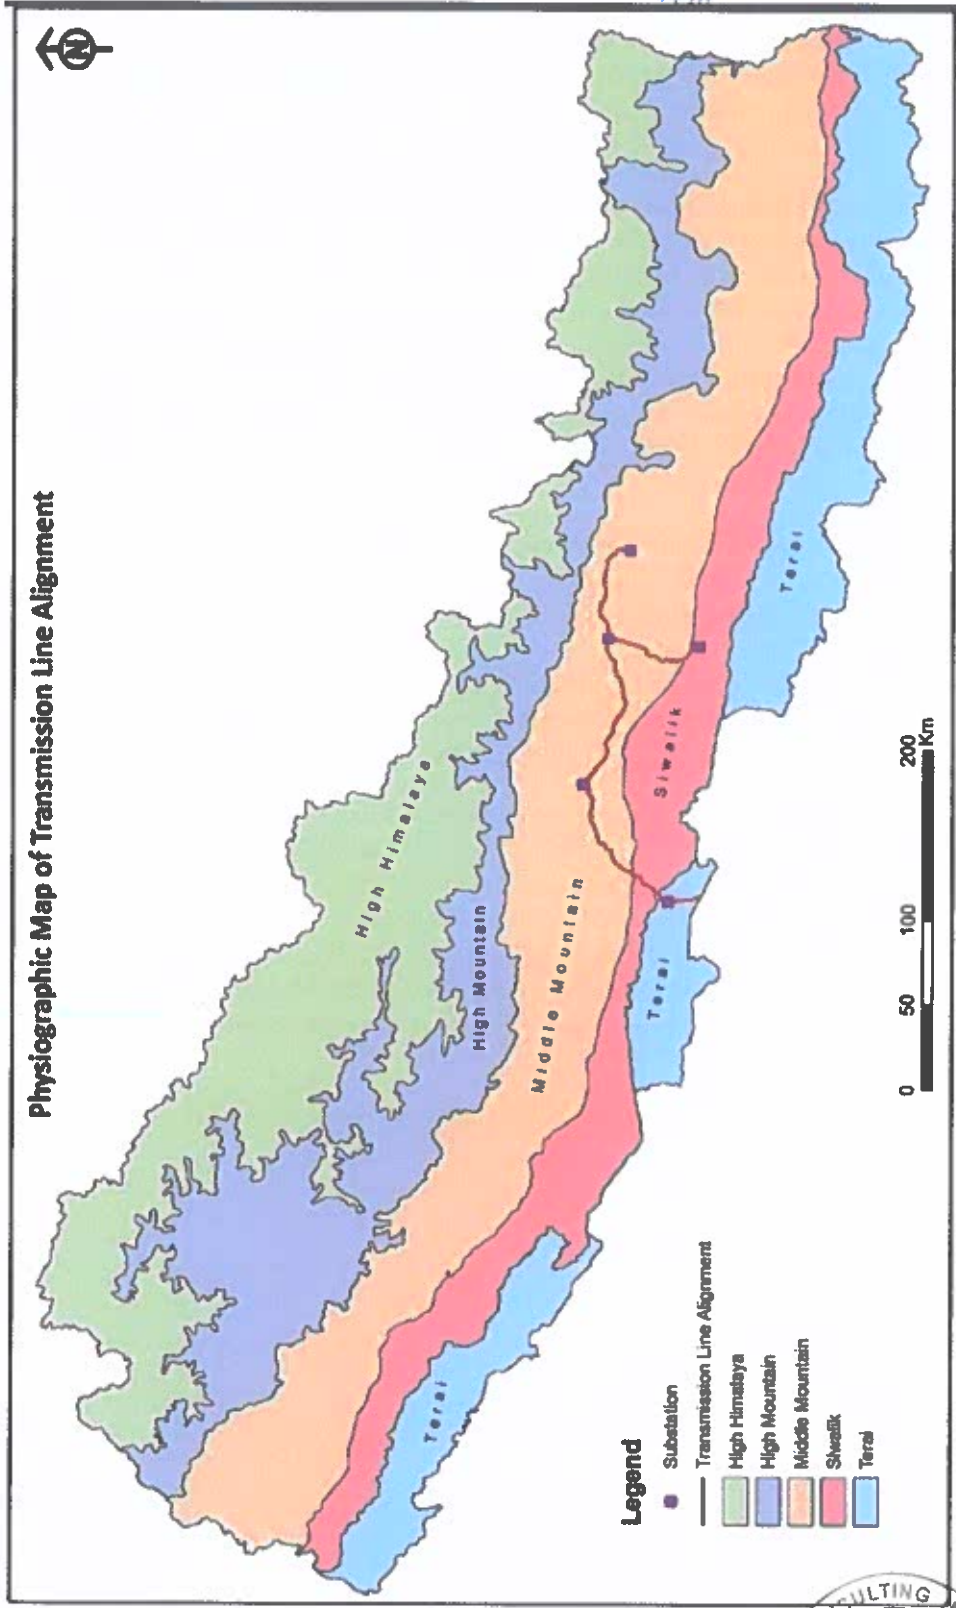 Physiographic Map of Transmission Line Alignment
N
High Himalaya
High Mountain
Middle Mountain
Siwalik
Terai
Terai
Terai
Legend
Substation
Transmission Line Alignment
High Himalaya
High Mountain
Middle Mountain
Siwalik
Terai
0 50 100 200
Km
SULTING